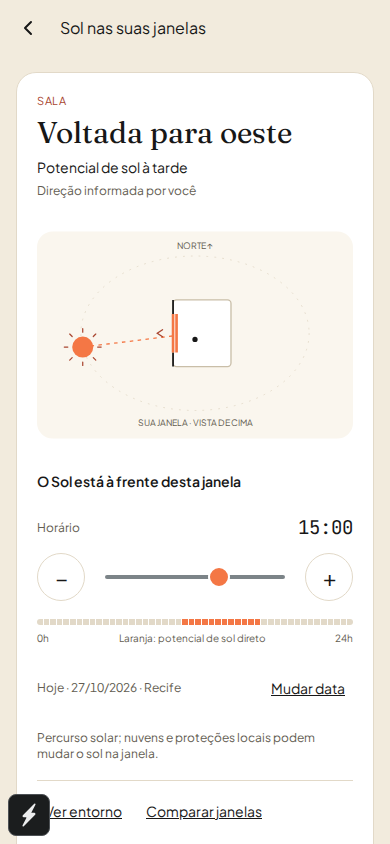 Sol nas suas janelas
SALA
Voltada para oeste
Potencial de sol à tarde
Direção informada por você
NORTE↑
SUA JANELA · VISTA DE CIMA
O Sol está à frente desta janela
Horário 15:00
− +
0h Laranja: potencial de sol direto 24h
Hoje · 27/10/2026 · Recife Mudar data
Percurso solar; nuvens e proteções locais podem
mudar o sol na janela.
Ver entorno Comparar janelas